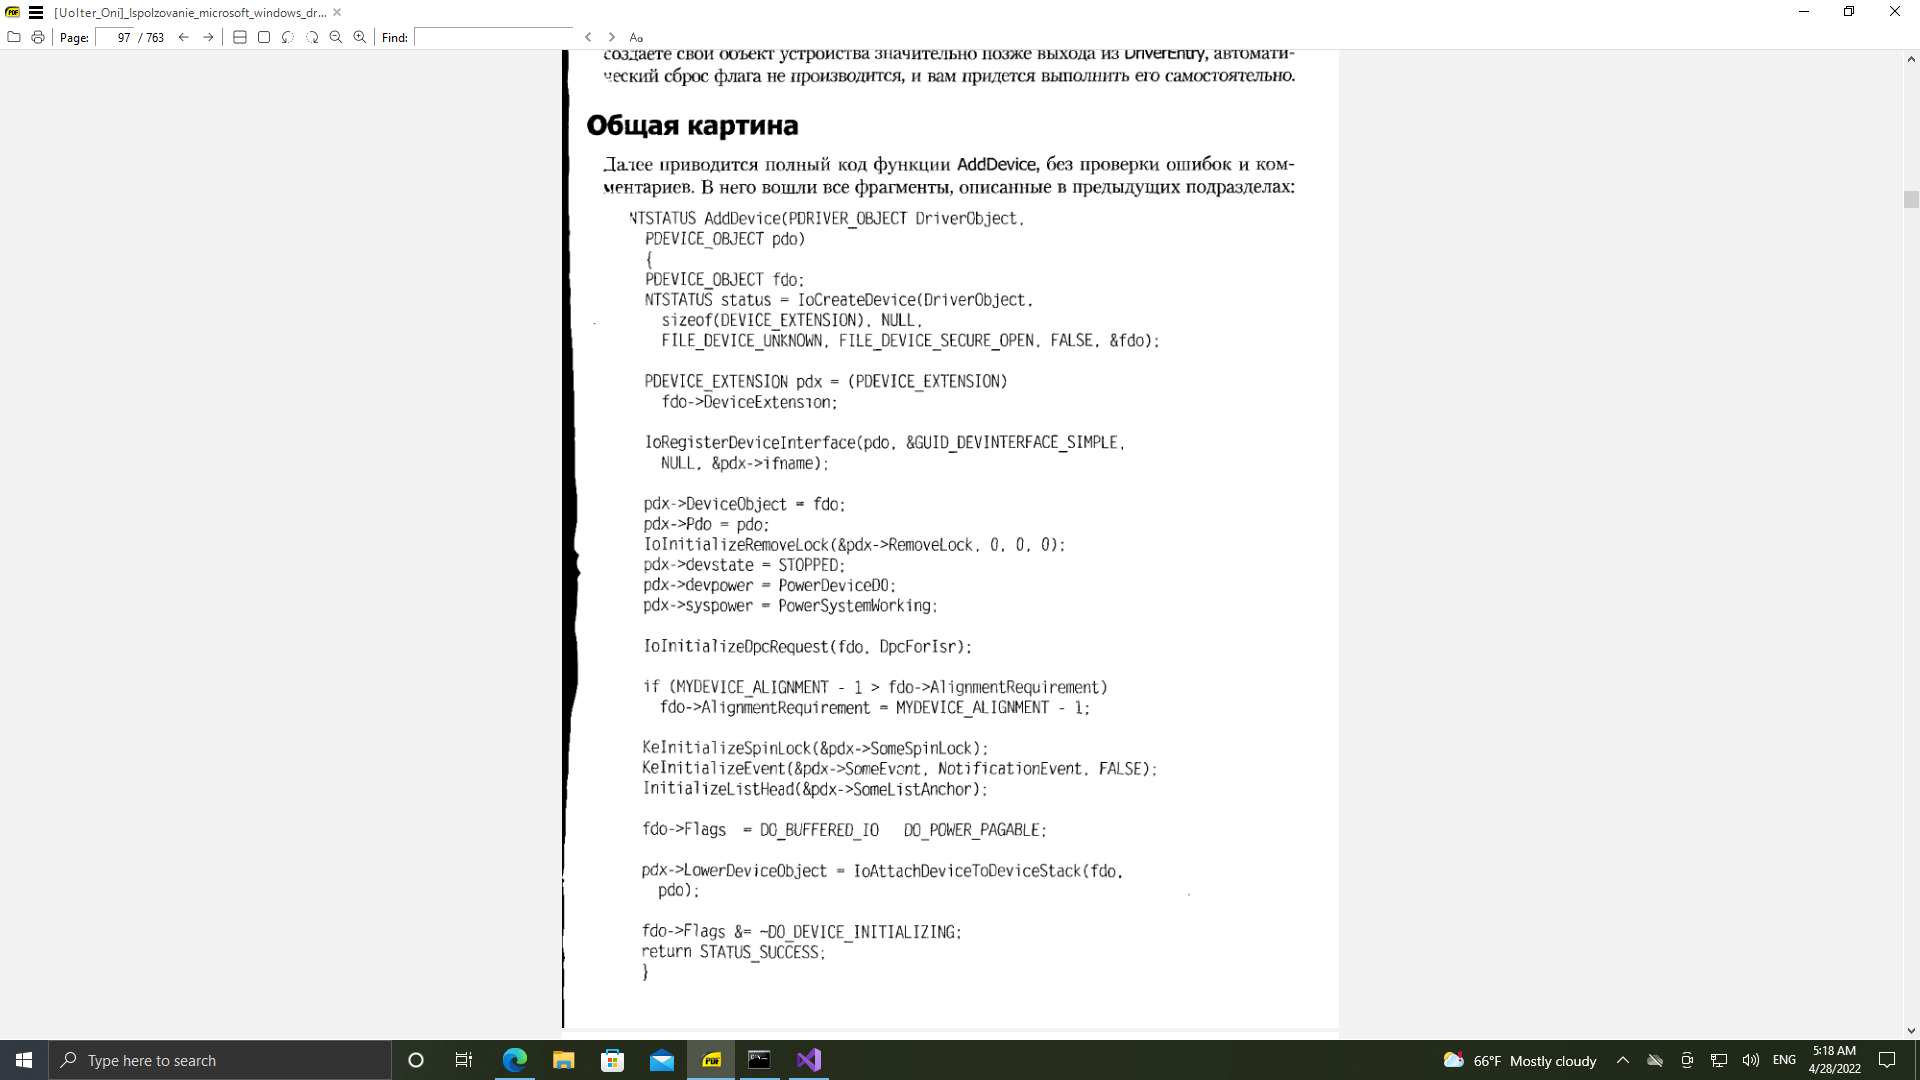 [Uolter_Oni]_Ispolzovanie_microsoft_windows_dr...
Page: 97 / 763 Find: Aa
создаете свой объект устройства значительно позже выхода из DriverEntry, автомати-
ческий сброс флага не производится, и вам придется выполнить его самостоятельно.
Общая картина
Далее приводится полный код функции AddDevice, без проверки ошибок и ком-
ментариев. В него вошли все фрагменты, описанные в предыдущих подразделах:
NTSTATUS AddDevice(PDRIVER_OBJECT DriverObject,
PDEVICE_OBJECT pdo)
{
PDEVICE_OBJECT fdo;
NTSTATUS status = IoCreateDevice(DriverObject,
sizeof(DEVICE_EXTENSION), NULL,
FILE_DEVICE_UNKNOWN, FILE_DEVICE_SECURE_OPEN, FALSE, &fdo);
PDEVICE_EXTENSION pdx = (PDEVICE_EXTENSION)
fdo->DeviceExtension;
IoRegisterDeviceInterface(pdo, &GUID_DEVINTERFACE_SIMPLE,
NULL, &pdx->ifname);
pdx->DeviceObject = fdo;
pdx->Pdo = pdo;
IoInitializeRemoveLock(&pdx->RemoveLock, 0, 0, 0);
pdx->devstate = STOPPED;
pdx->devpower = PowerDeviceD0;
pdx->syspower = PowerSystemWorking;
IoInitializeDpcRequest(fdo, DpcForIsr);
if (MYDEVICE_ALIGNMENT - 1 > fdo->AlignmentRequirement)
fdo->AlignmentRequirement = MYDEVICE_ALIGNMENT - 1;
KeInitializeSpinLock(&pdx->SomeSpinLock);
KeInitializeEvent(&pdx->SomeEvent, NotificationEvent, FALSE);
InitializeListHead(&pdx->SomeListAnchor);
fdo->Flags = DO_BUFFERED_IO DO_POWER_PAGABLE;
pdx->LowerDeviceObject = IoAttachDeviceToDeviceStack(fdo,
pdo);
fdo->Flags &= ~DO_DEVICE_INITIALIZING;
return STATUS_SUCCESS;
}
Type here to search
PDF
66°F Mostly cloudy
ENG
5:18 AM
4/28/2022